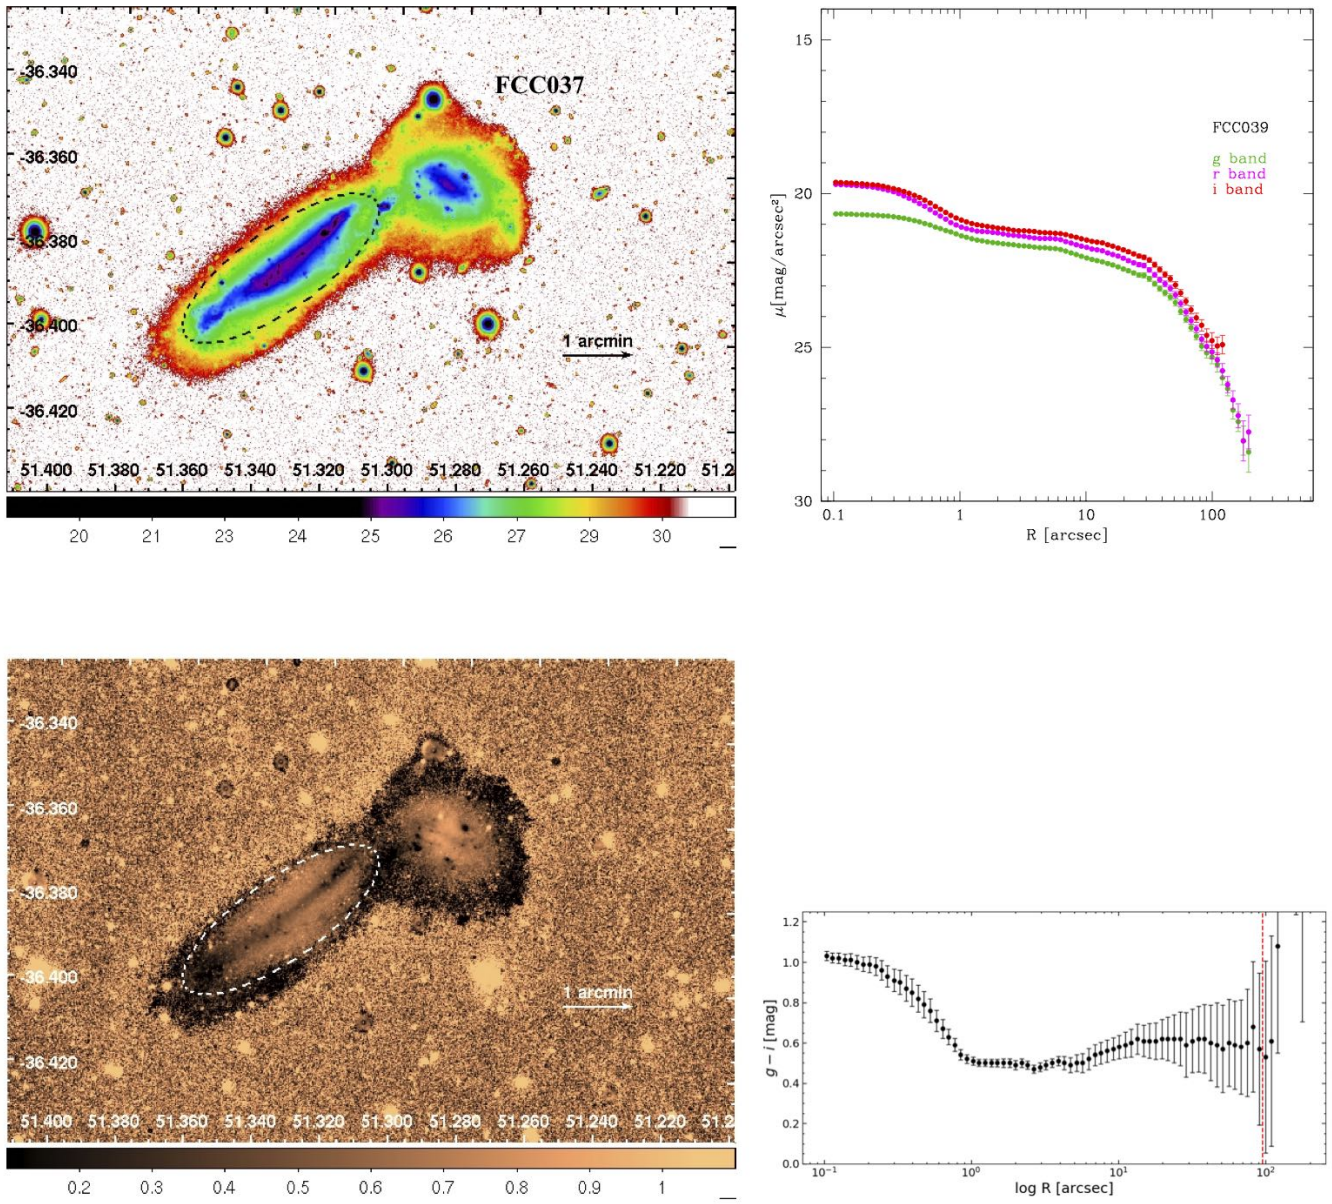 FCC037
-36.340
-36.360
-36.380
-36.400
-36.420
1 arcmin
51.400 51.380 51.360 51.340 51.320 51.300 51.280 51.260 51.240 51.220 51.2
20 21 22 23 24 25 26 27 28 29 30
15
20
25
30
μ[mag/arcsec²]
FCC039
g band
r band
i band
0.1 1 10 100
R [arcsec]
-36.340
-36.360
-36.380
-36.400
-36.420
1 arcmin
51.400 51.380 51.360 51.340 51.320 51.300 51.280 51.260 51.240 51.220 51.2
0.2 0.3 0.4 0.5 0.6 0.7 0.8 0.9 1
1.2
1.0
0.8
0.6
0.4
0.2
0.0
g − i [mag]
10⁻¹ 10⁰ 10¹ 10²
log R [arcsec]